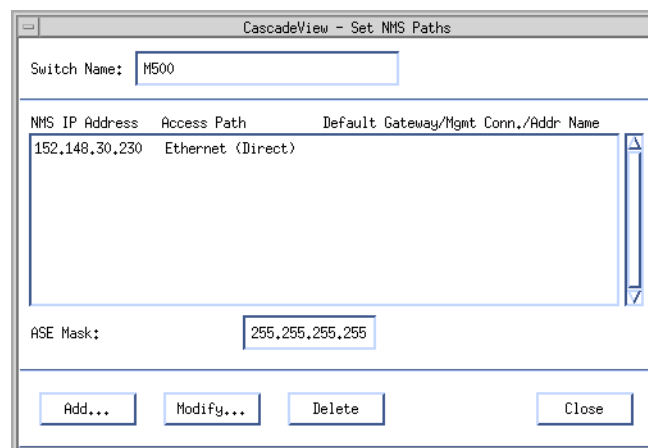 CascadeView - Set NMS Paths
Switch Name: M500
NMS IP Address Access Path Default Gateway/Mgmt Conn./Addr Name
152.148.30.230 Ethernet (Direct)
ASE Mask: 255.255.255.255
Add... Modify... Delete Close